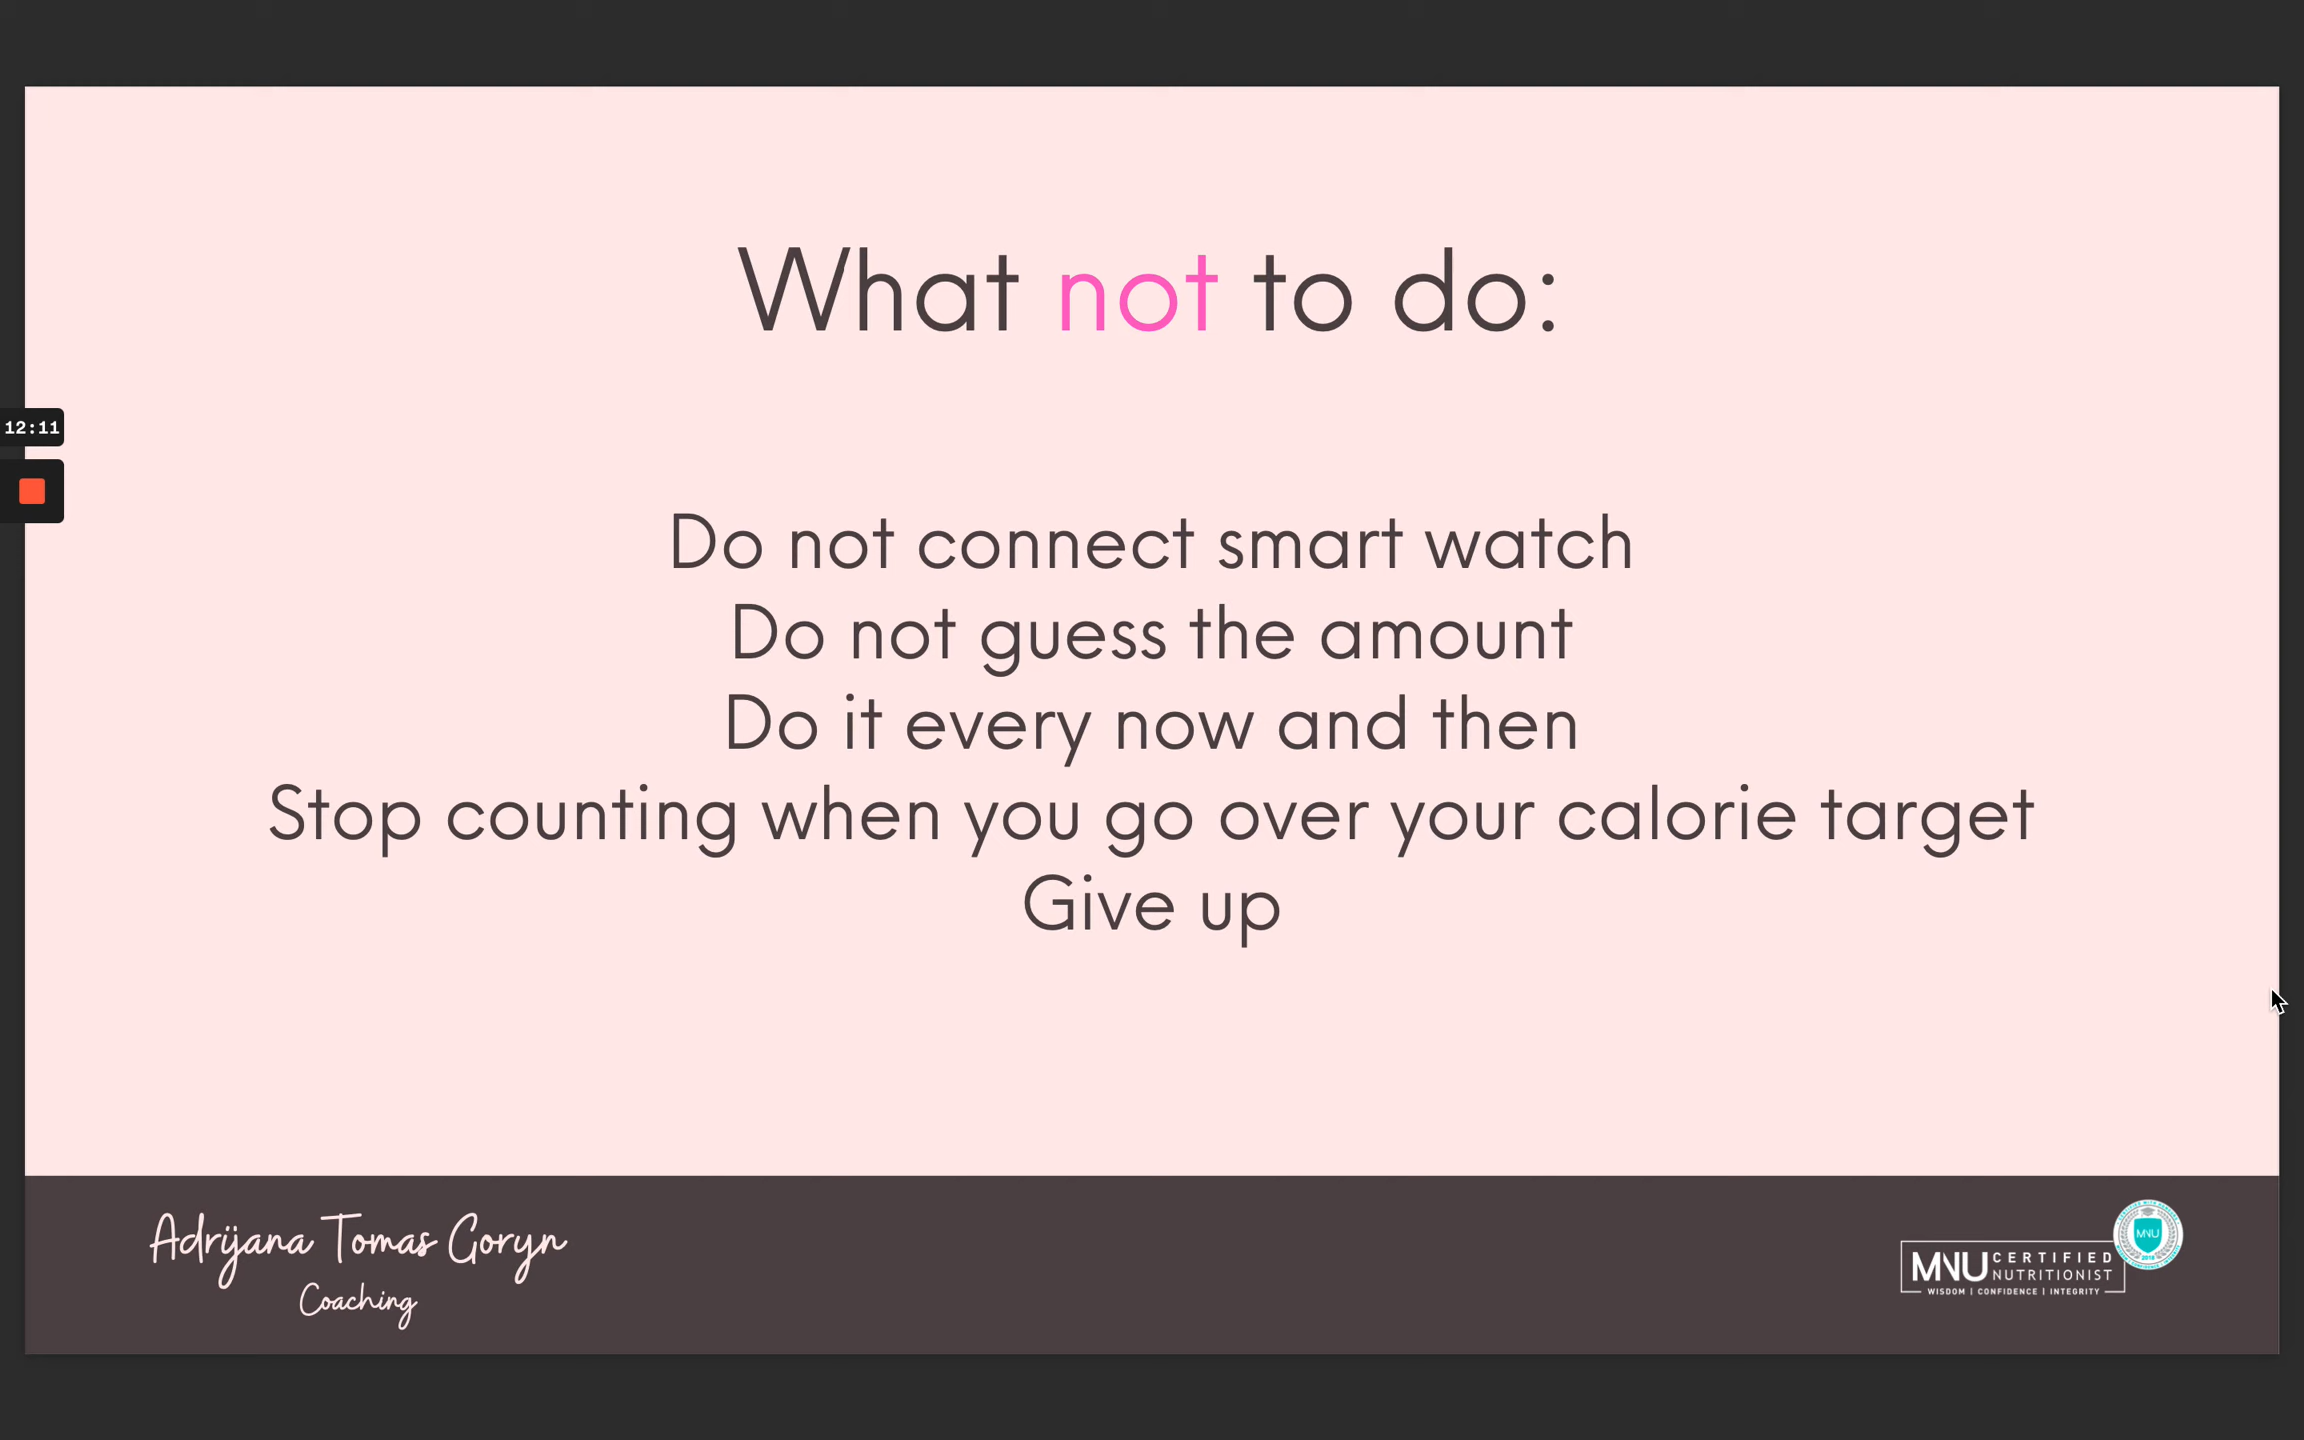 What not to do:
12:11
Do not connect smart watch
Do not guess the amount
Do it every now and then
Stop counting when you go over your calorie target
Give up
Adrijana Tomas Goryn
Coaching
MNU CERTIFIED
NUTRITIONIST
WISDOM | CONFIDENCE | INTEGRITY
MNU